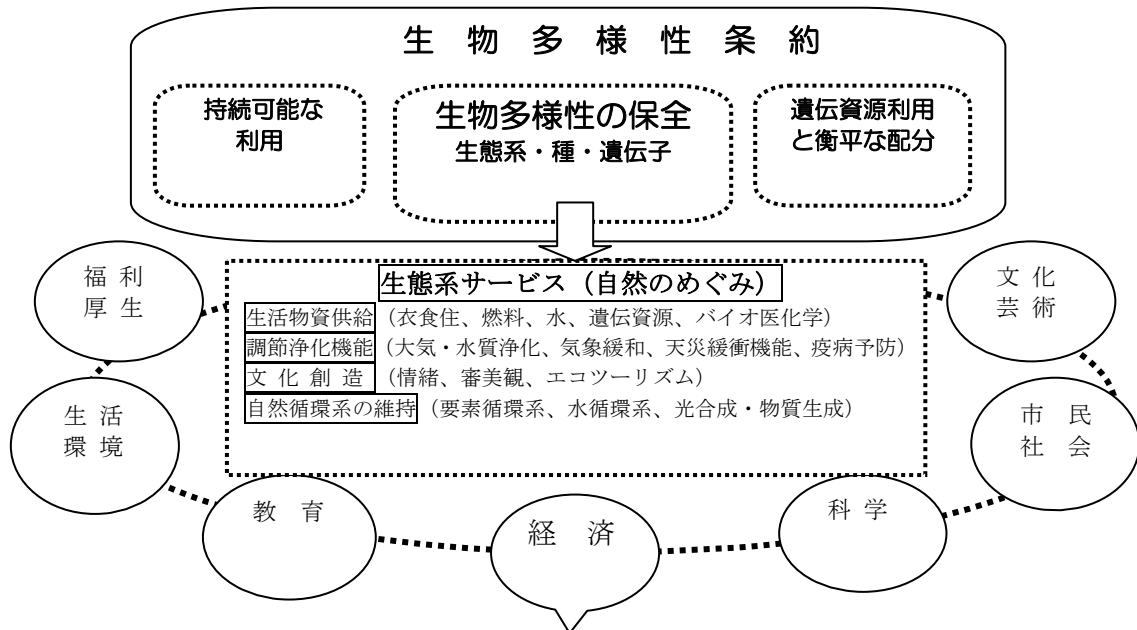 生物多様性条約
持続可能な
利用
生物多様性の保全
生態系・種・遺伝子
遺伝資源利用
と衡平な配分
生態系サービス（自然のめぐみ）
生活物資供給（衣食住、燃料、水、遺伝資源、バイオ医化学）
調節浄化機能（大気・水質浄化、気象緩和、天災緩衝機能、疫病予防）
文化創造（情緒、審美観、エコツーリズム）
自然循環系の維持（要素循環系、水循環系、光合成・物質生成）
福利
厚生
生活
環境
教育
経済
科学
市民
社会
文化
芸術